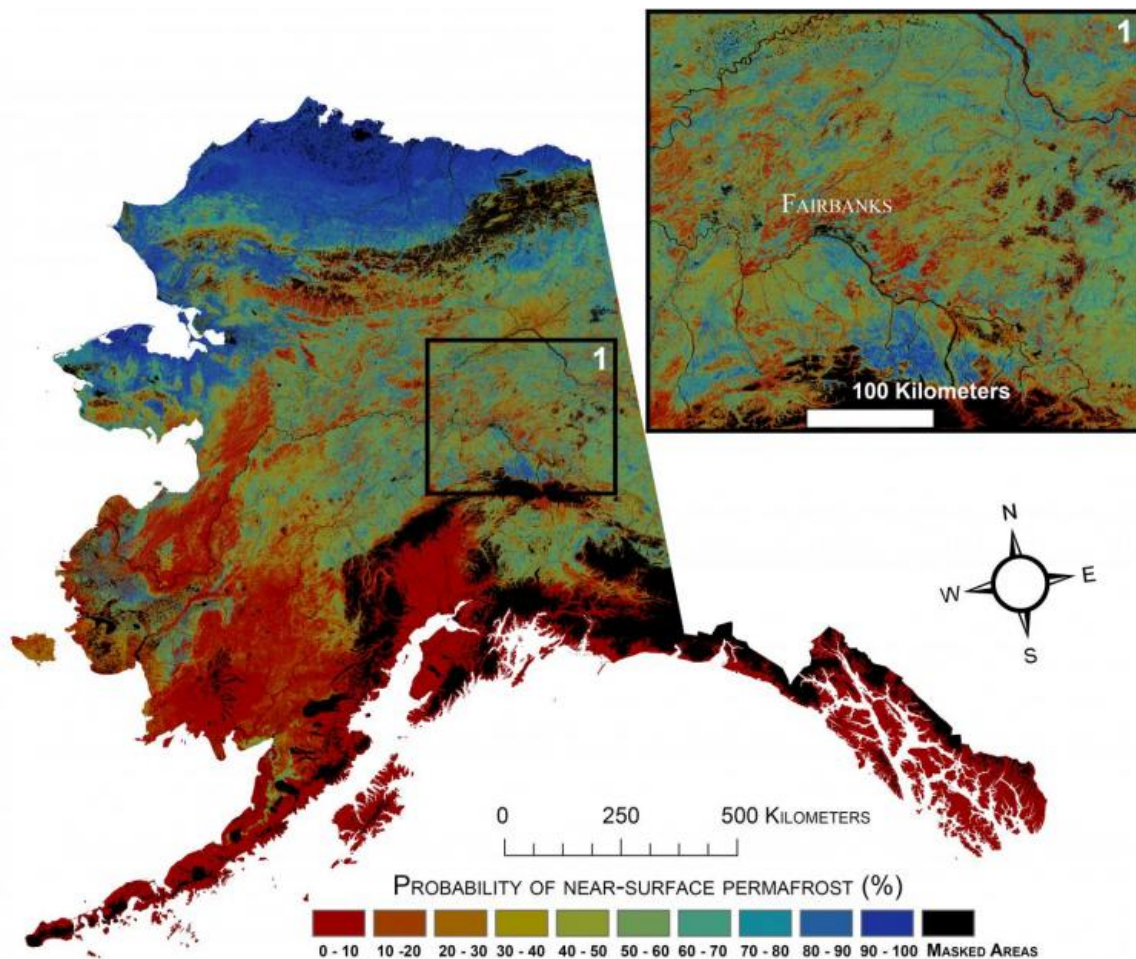 1
FAIRBANKS
100 Kilometers
1
N
W
E
S
0 250 500 KILOMETERS
PROBABILITY OF NEAR-SURFACE PERMAFROST (%)
0 - 10 10 - 20 20 - 30 30 - 40 40 - 50 50 - 60 60 - 70 70 - 80 80 - 90 90 - 100 MASKED AREAS